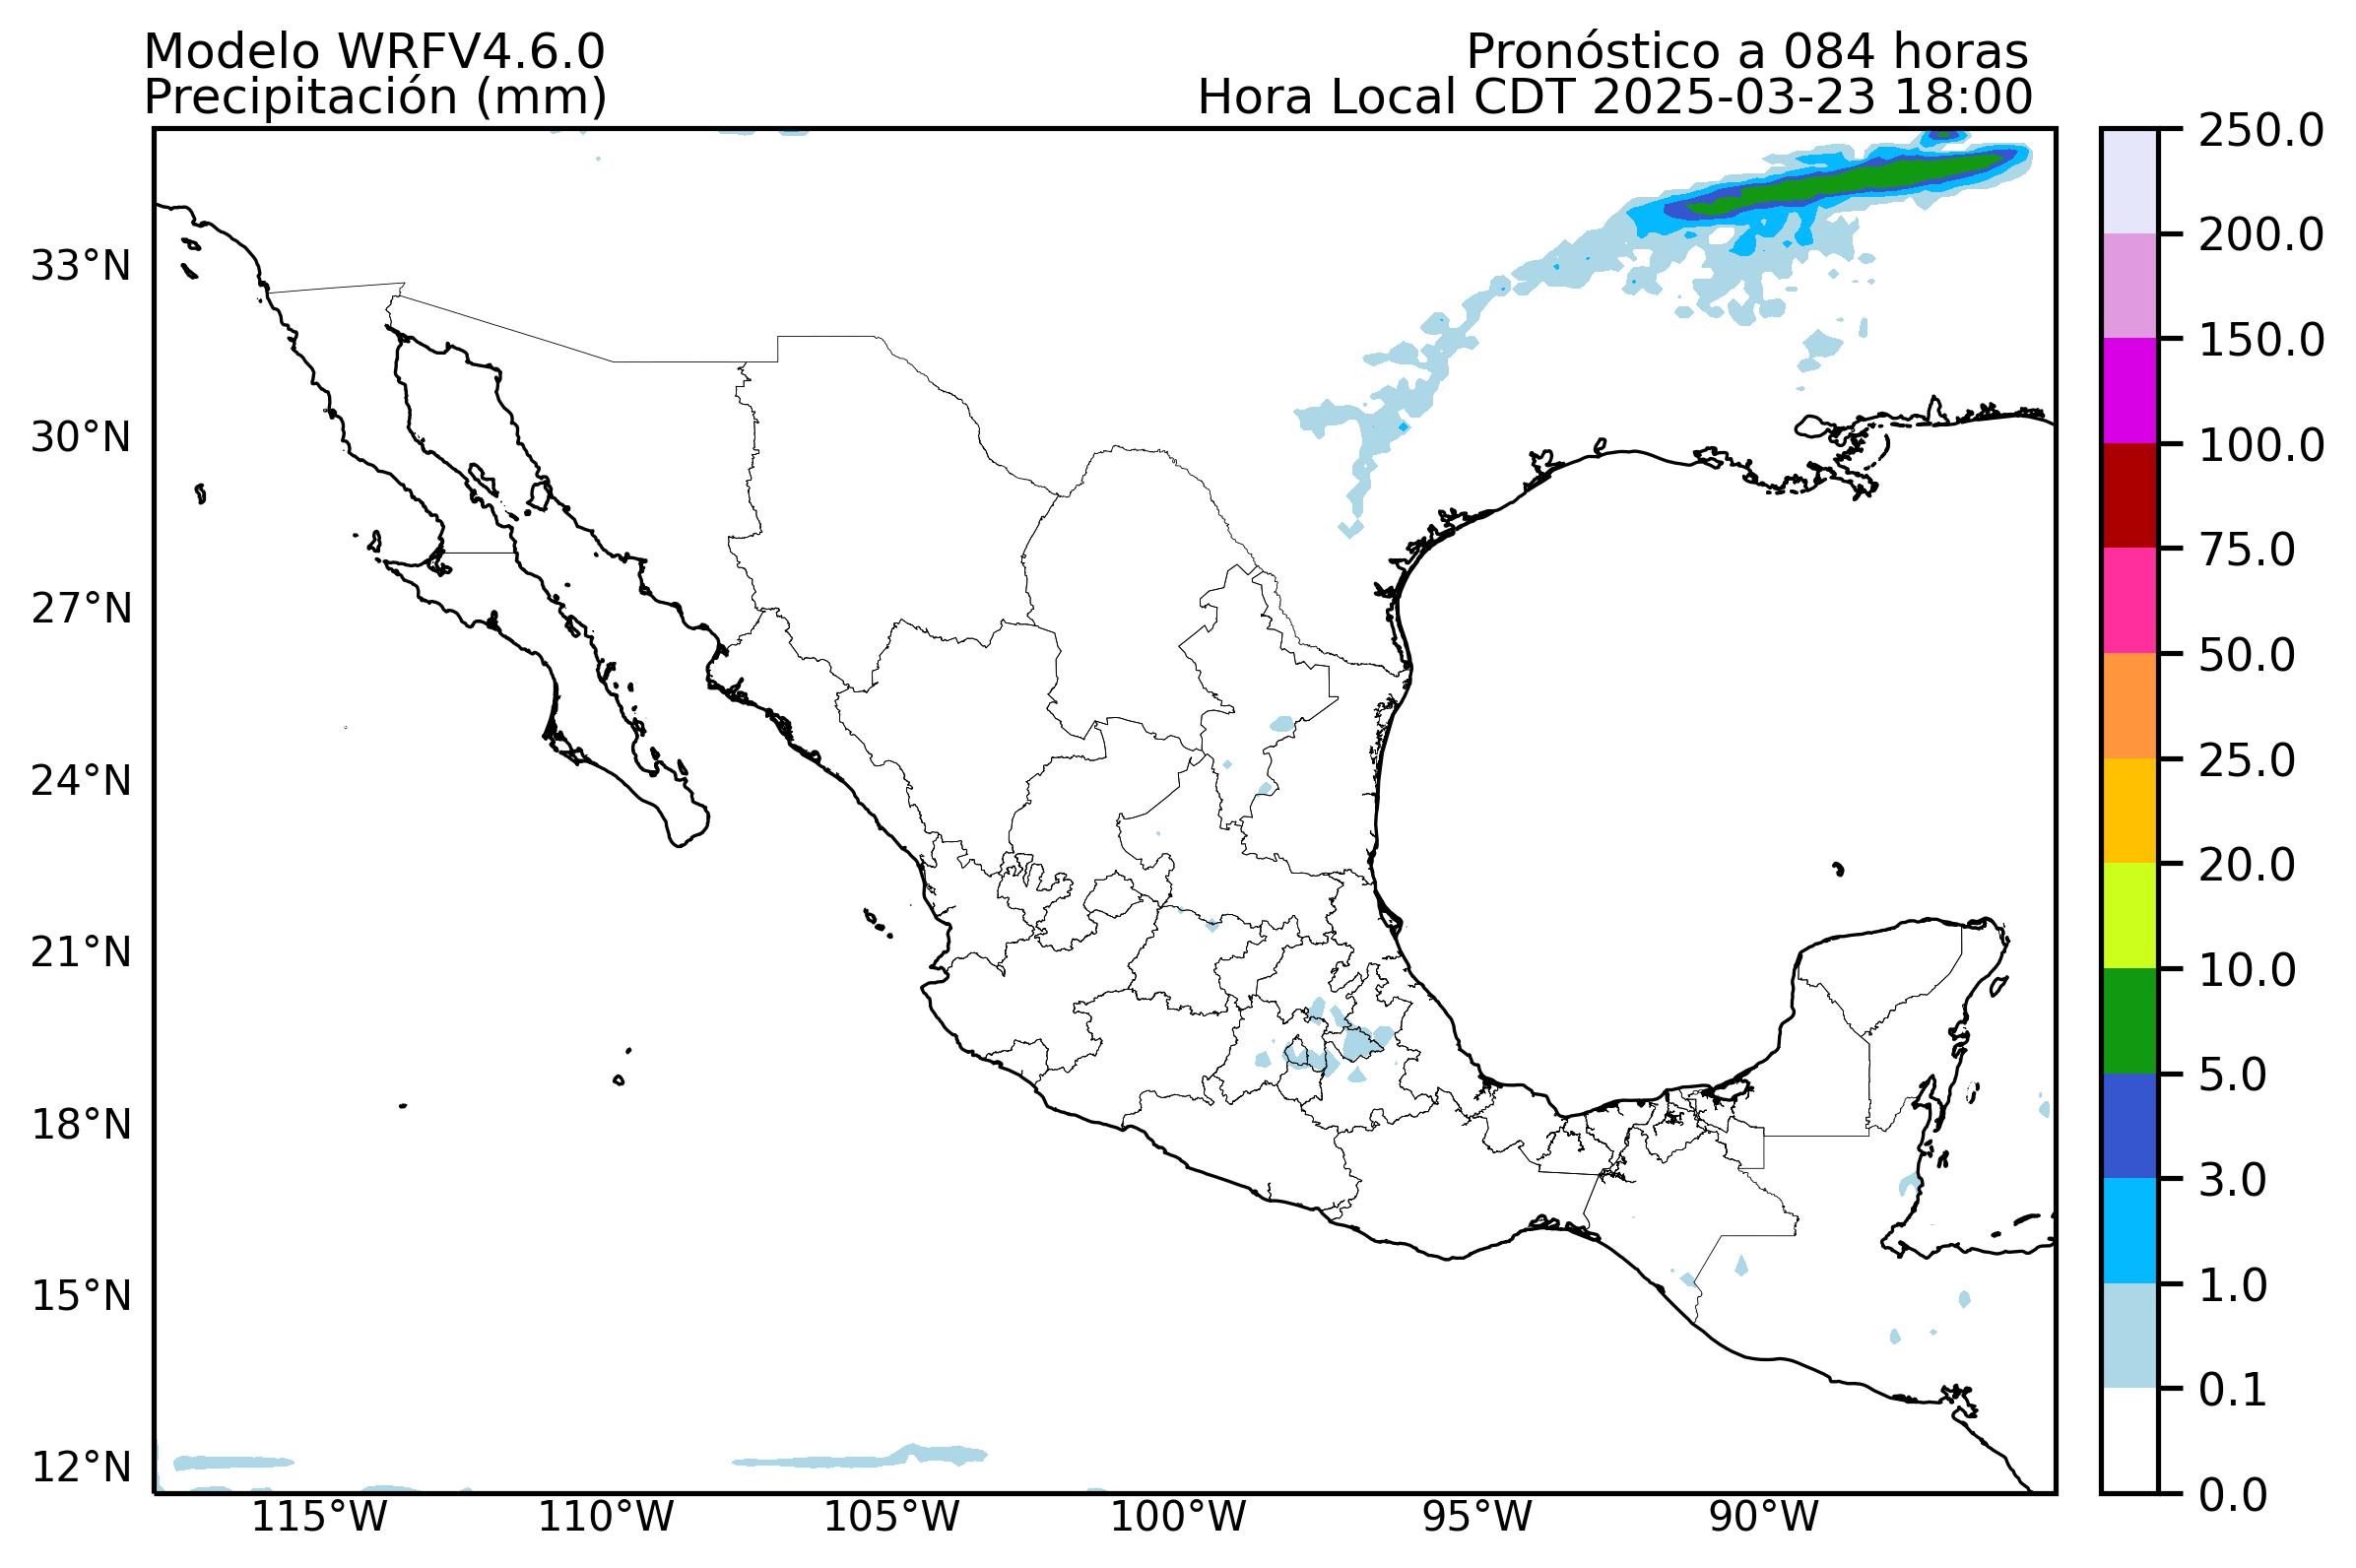 Modelo WRFV4.6.0
Precipitación (mm)
Pronóstico a 084 horas
Hora Local CDT 2025-03-23 18:00
33°N
30°N
27°N
24°N
21°N
18°N
15°N
12°N
115°W
110°W
105°W
100°W
95°W
90°W
250.0
200.0
150.0
100.0
75.0
50.0
25.0
20.0
10.0
5.0
3.0
1.0
0.1
0.0